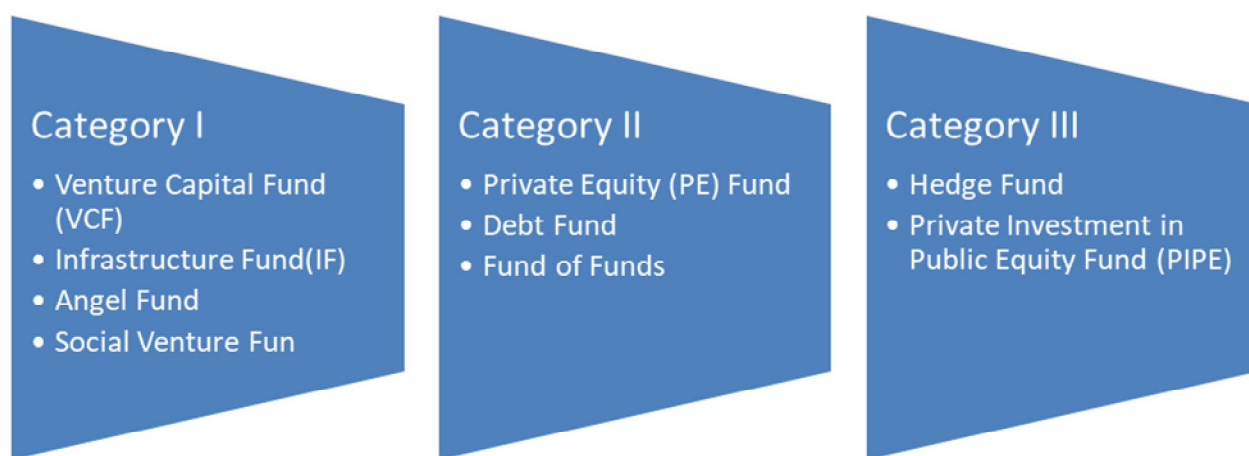 Category I
• Venture Capital Fund
(VCF)
• Infrastructure Fund(IF)
• Angel Fund
• Social Venture Fun
Category II
• Private Equity (PE) Fund
• Debt Fund
• Fund of Funds
Category III
• Hedge Fund
• Private Investment in
Public Equity Fund (PIPE)